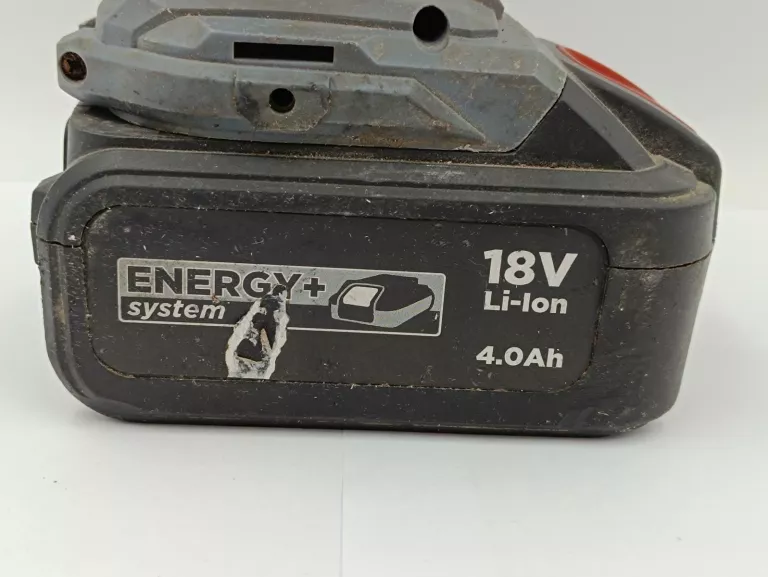 ENERGY+
system
18V
Li-Ion
4.0Ah